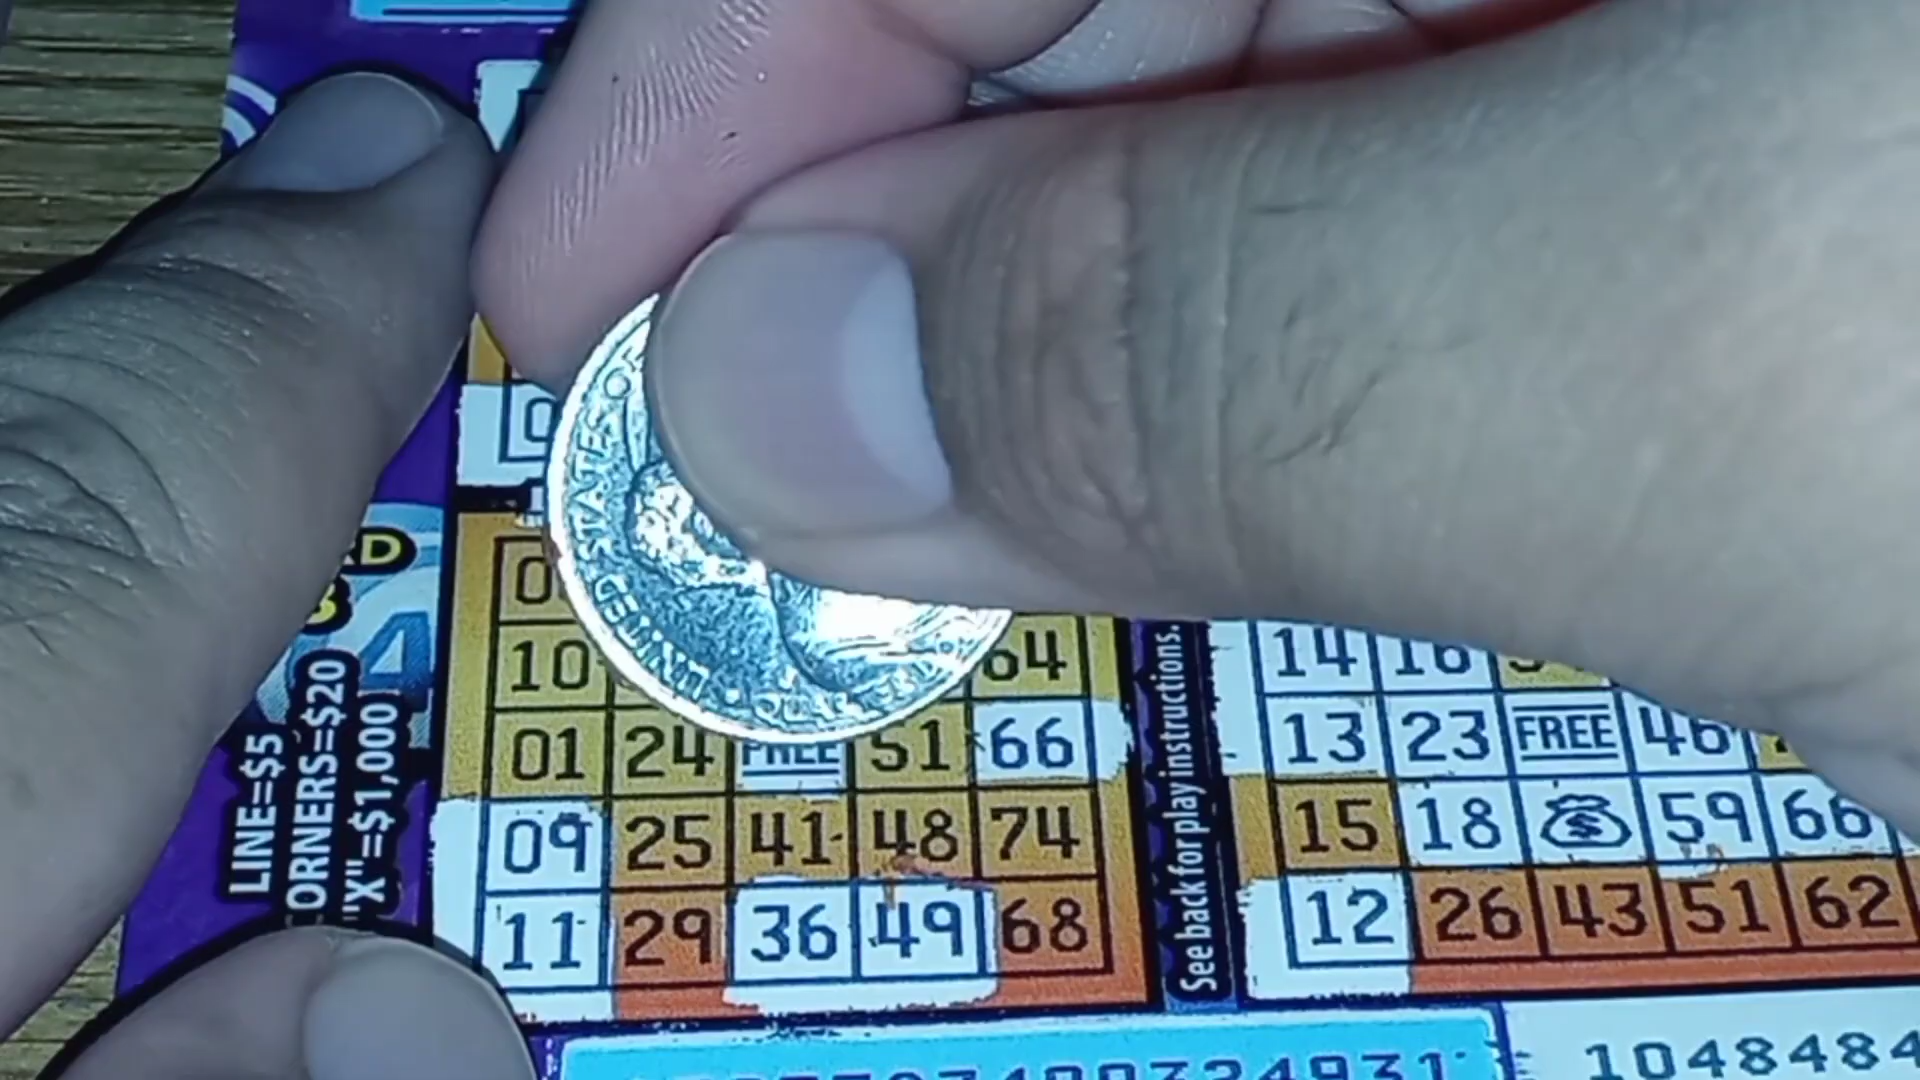 UNITED STATES O
LINE=$5
CORNERS=$20
"X"=$1,000
10 64
01 24 FREE 51 66
09 25 41 48 74
11 29 36 49 68
See back for play instructions.
14 16
13 23 FREE 46
15 18 $ 59 66
12 26 43 51 62
1048484